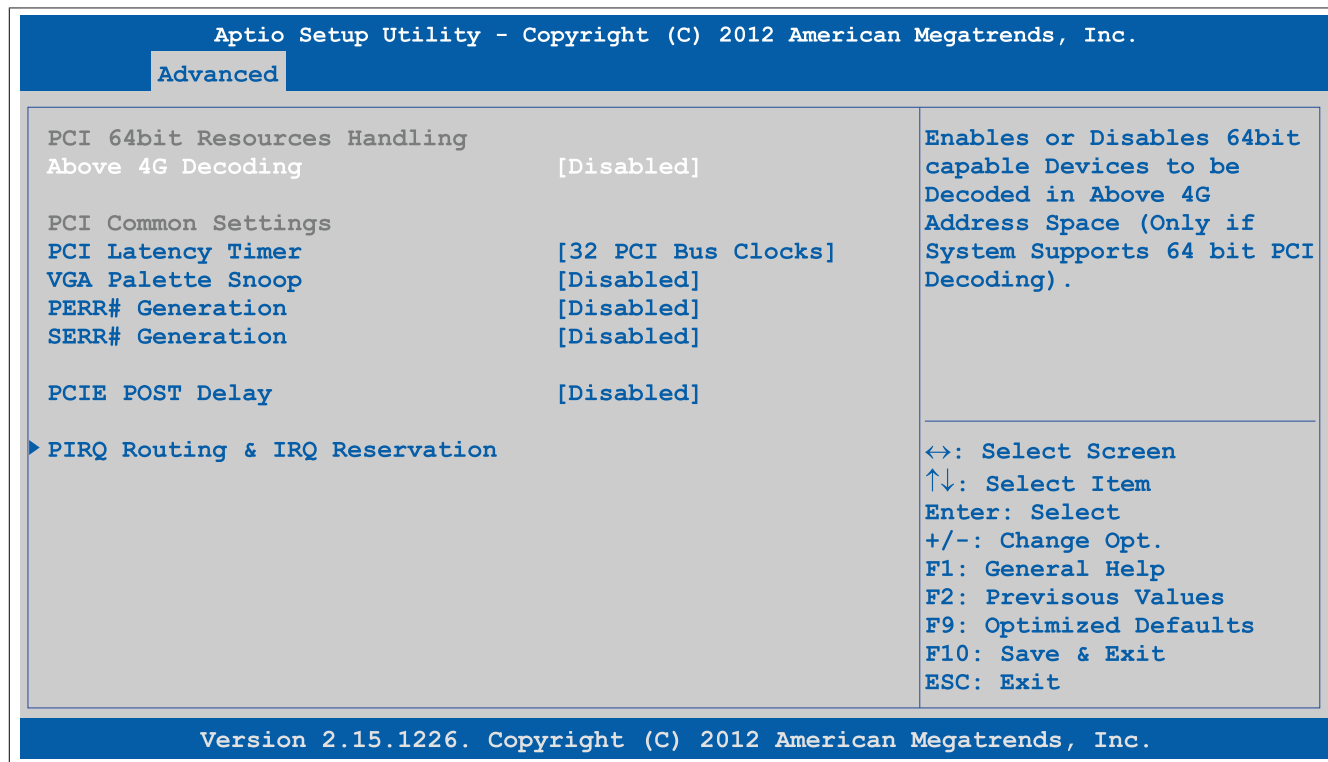 Aptio Setup Utility - Copyright (C) 2012 American Megatrends, Inc.
Advanced
PCI 64bit Resources Handling
Above 4G Decoding [Disabled]
PCI Common Settings
PCI Latency Timer [32 PCI Bus Clocks]
VGA Palette Snoop [Disabled]
PERR# Generation [Disabled]
SERR# Generation [Disabled]
PCIE POST Delay [Disabled]
PIRQ Routing & IRQ Reservation
Enables or Disables 64bit
capable Devices to be
Decoded in Above 4G
Address Space (Only if
System Supports 64 bit PCI
Decoding).
↔: Select Screen
↑↓: Select Item
Enter: Select
+/-: Change Opt.
F1: General Help
F2: Previsous Values
F9: Optimized Defaults
F10: Save & Exit
ESC: Exit
Version 2.15.1226. Copyright (C) 2012 American Megatrends, Inc.